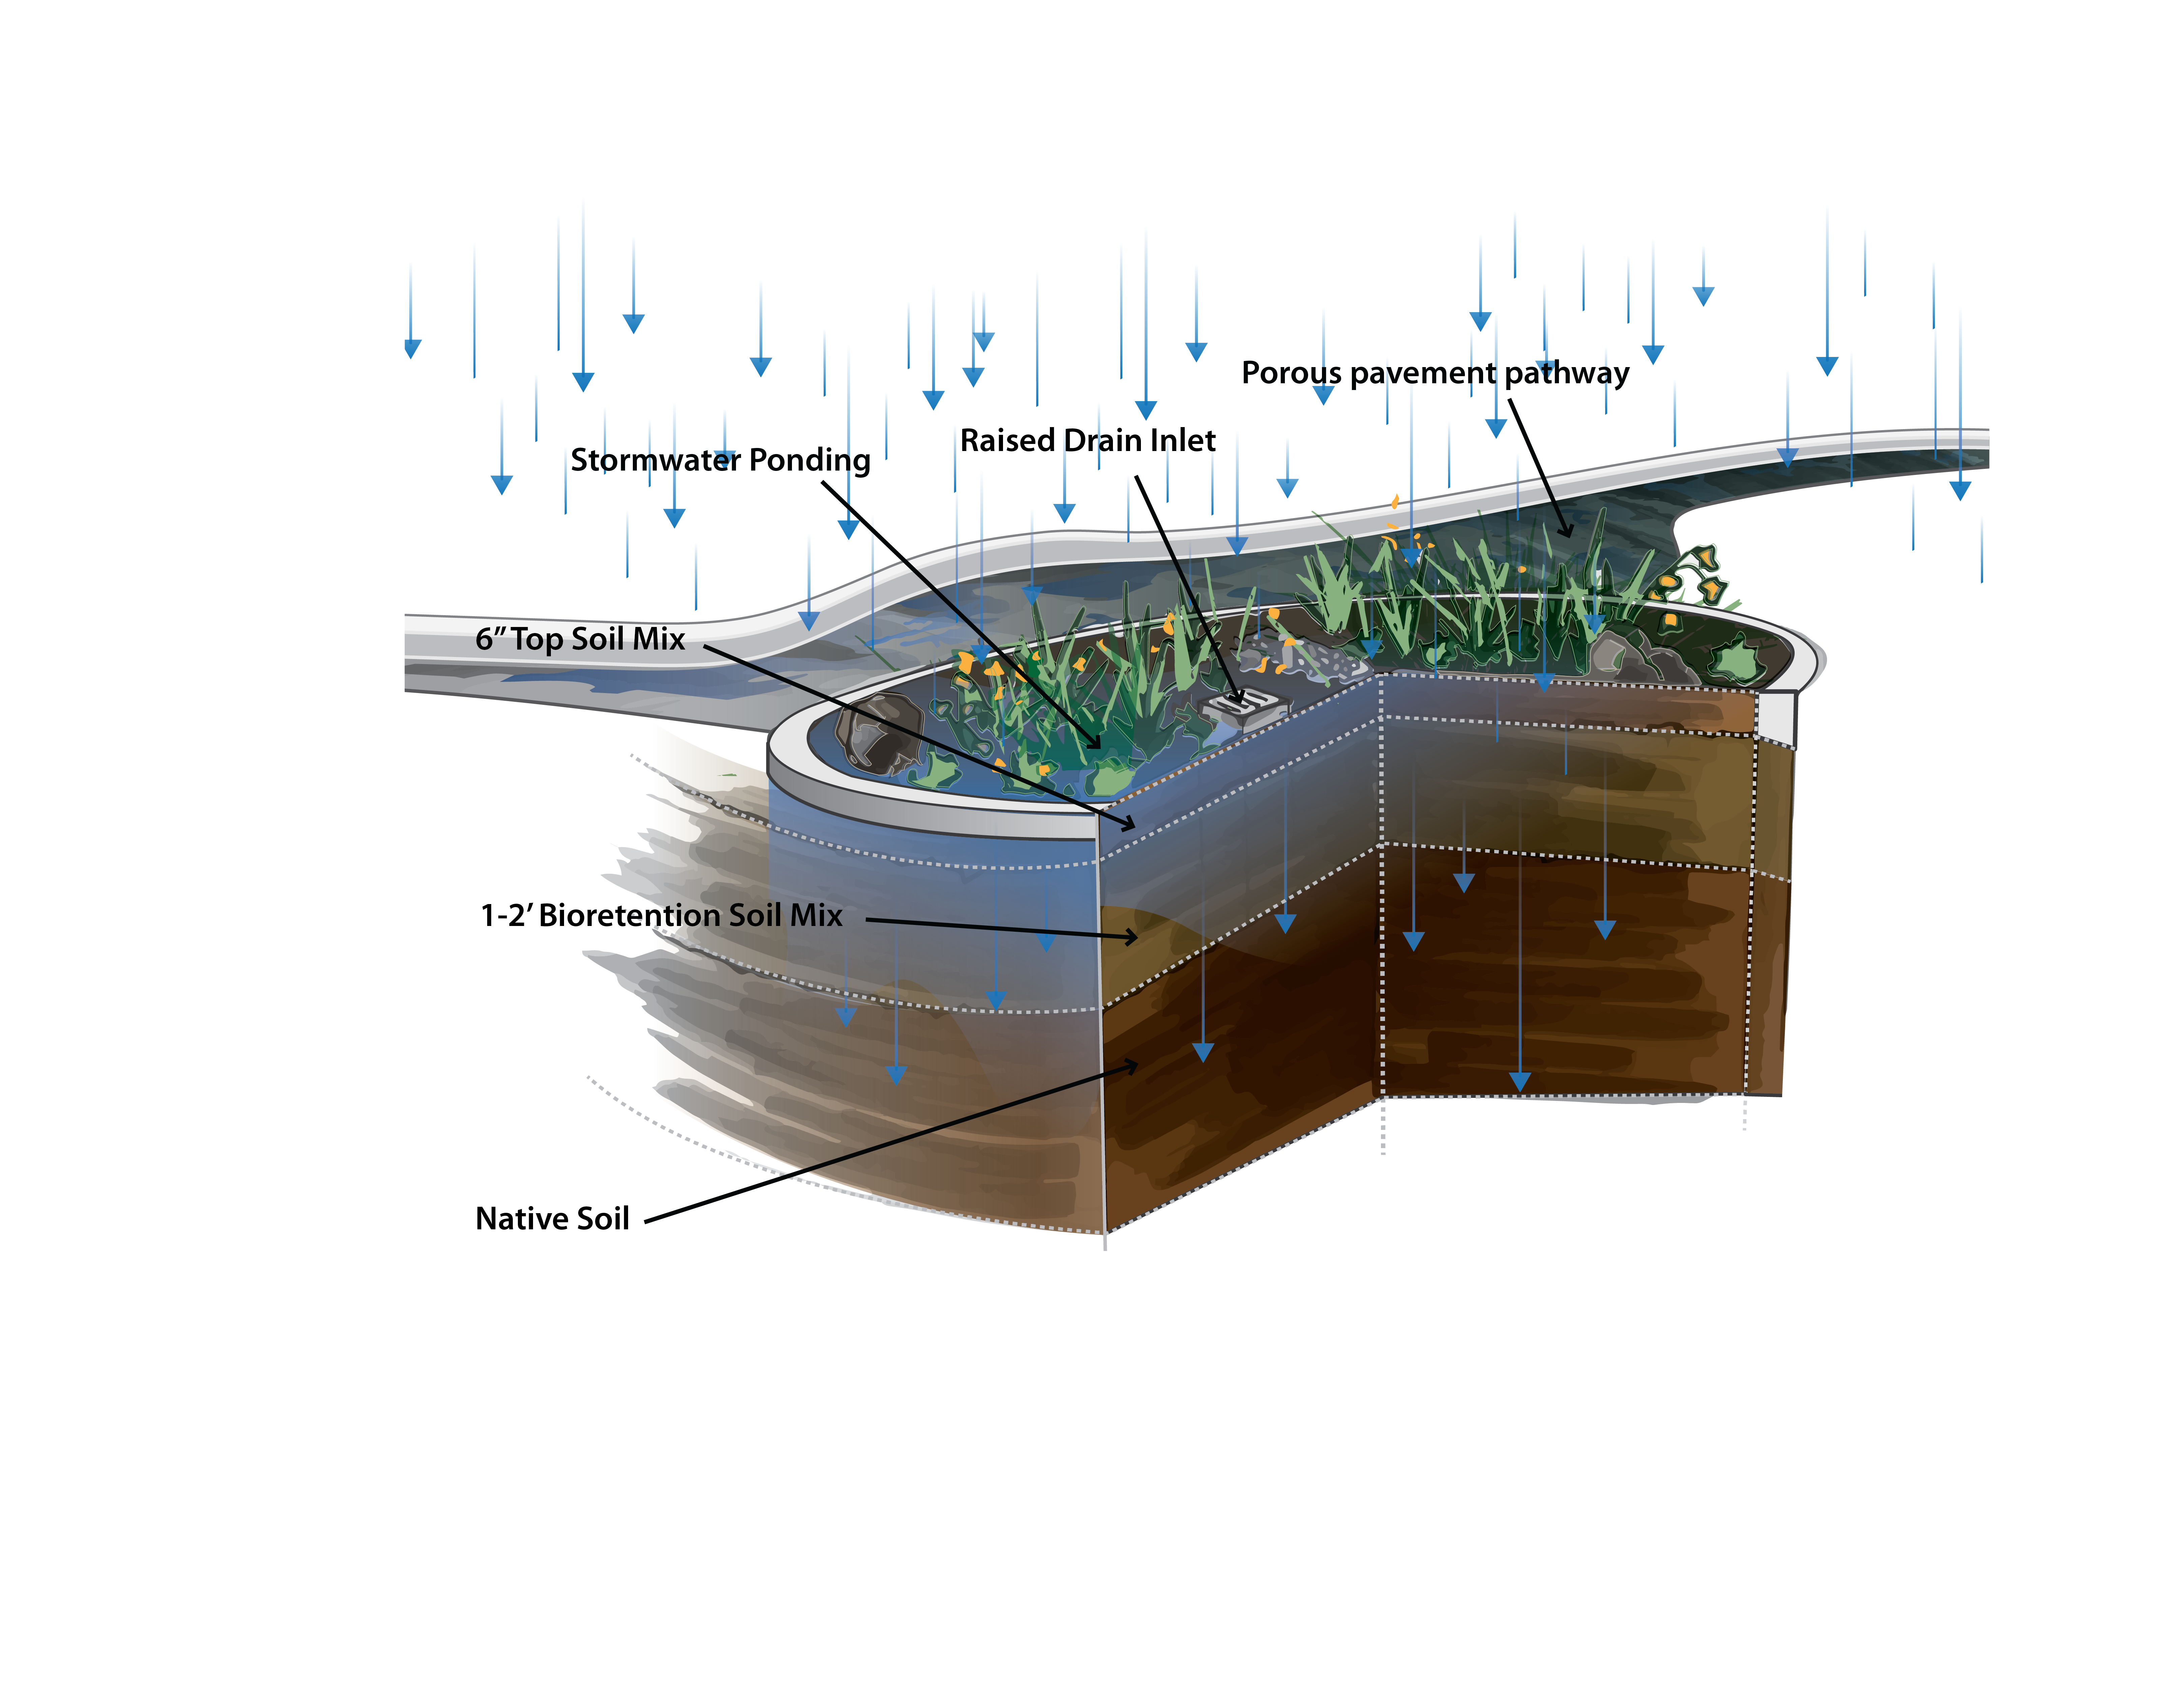 Porous pavement pathway
Raised Drain Inlet
Stormwater Ponding
6” Top Soil Mix
1-2’ Bioretention Soil Mix
Native Soil